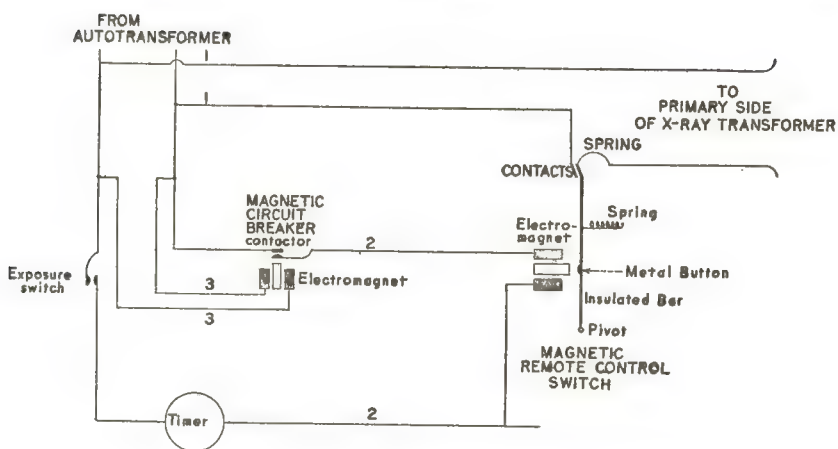 FROM
AUTOTRANSFORMER
1
1
TO
PRIMARY SIDE
OF X-RAY TRANSFORMER
SPRING
CONTACTS
MAGNETIC
CIRCUIT
BREAKER
contactor
2
Electro-
magnet
Spring
Exposure
switch
3
Electromagnet
Metal Button
Insulated Bar
3
Pivot
MAGNETIC
REMOTE CONTROL
SWITCH
Timer
2